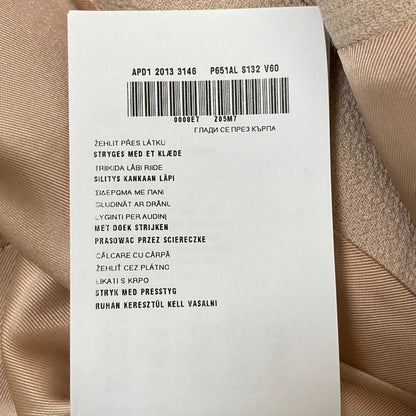 APD1 2013 3146 P651AL S132 V60
0000ET Z05M7
ГЛАДИ СЕ ПРЕЗ КЪРПА
ŽEHLIT PŘES LÁTKU
STRYGES MED ET KLÆDE
TRIIKIDA LÄBI RIIDE
SILITYS KANKAAN LÄPI
ΣΙΔΕΡΩΜΑ ΜΕ ΠΑΝΙ
GLUDINĀT AR DRĀNU
LYGINTI PER AUDINĮ
MET DOEK STRIJKEN
PRASOWAC PRZEZ SCIERECZKE
CĂLCARE CU CÂRPĂ
ŽEHLIŤ CEZ PLÁTNO
LIKATI S KRPO
STRYK MED PRESSTYG
RUHÁN KERESZTÜL KELL VASALNI